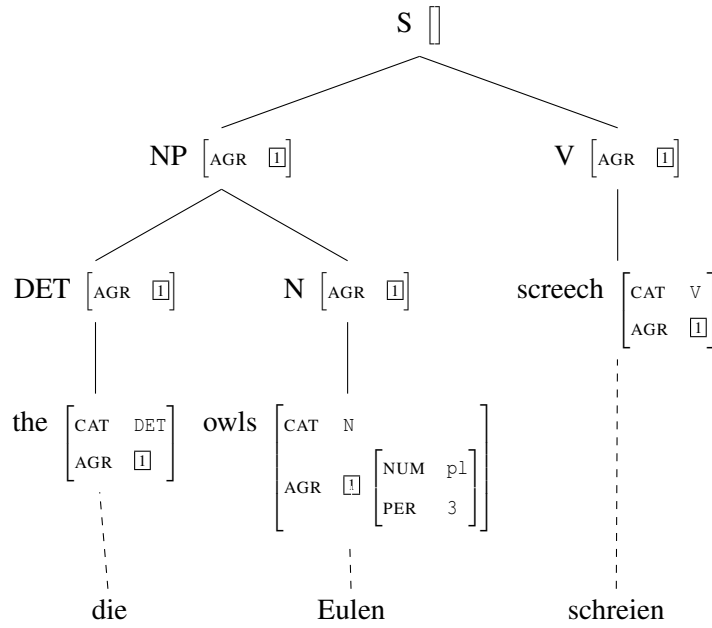 S []
NP [AGR 1] V [AGR 1]
DET [AGR 1] N [AGR 1] screech [CAT V
AGR 1]
the [CAT DET owls [CAT N
AGR 1] AGR 1 [NUM pl
PER 3]]
die Eulen schreien